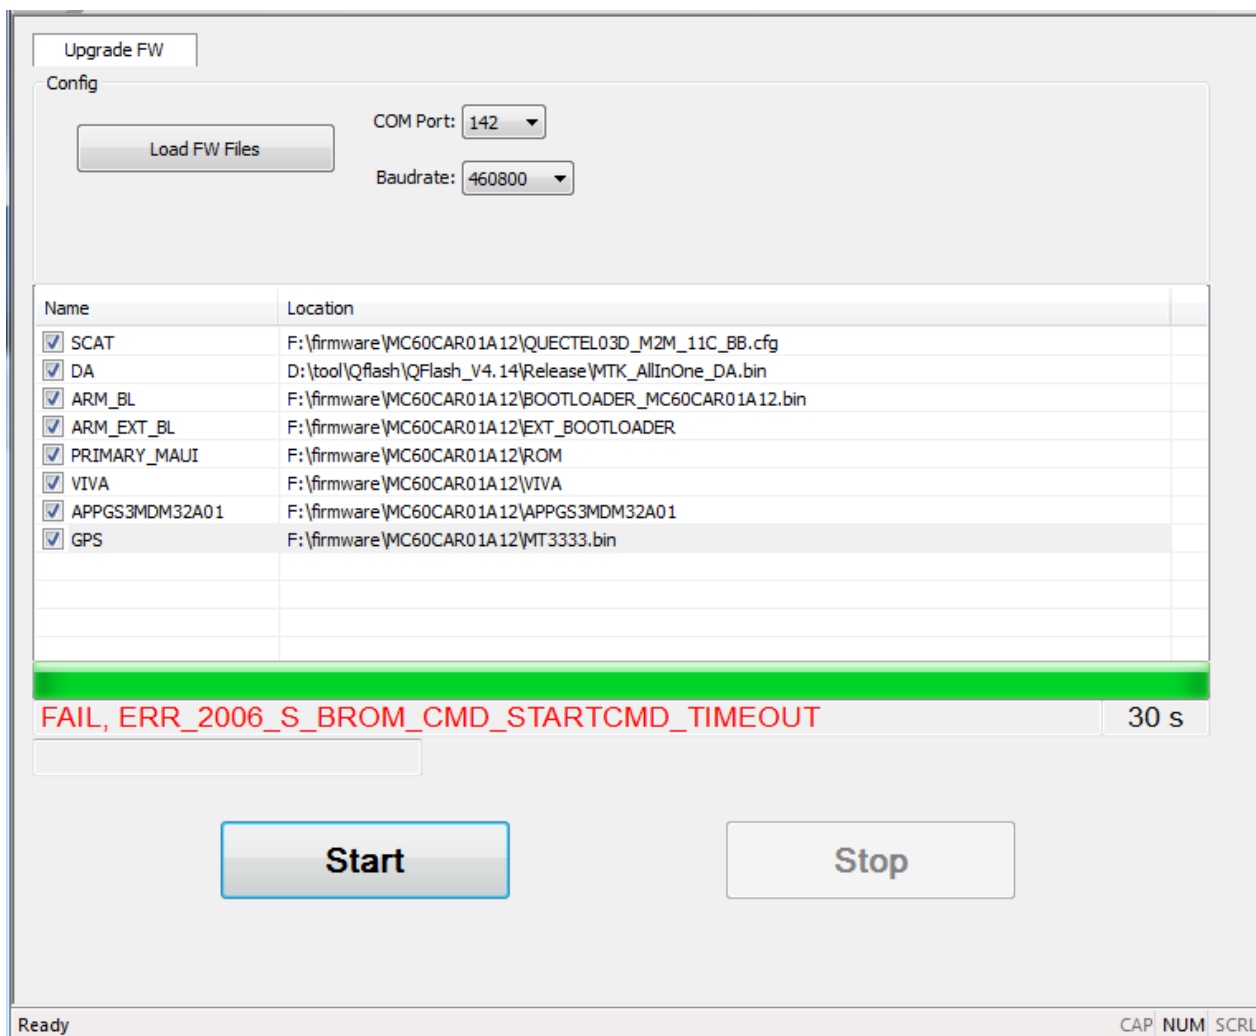 Upgrade FW
Config
Load FW Files
COM Port: 142
Baudrate: 460800
Name Location
SCAT F:\firmware\MC60CAR01A12\QUECTEL03D_M2M_11C_BB.cfg
DA D:\tool\Qflash\QFlash_V4.14\Release\MTK_AllInOne_DA.bin
ARM_BL F:\firmware\MC60CAR01A12\BOOTLOADER_MC60CAR01A12.bin
ARM_EXT_BL F:\firmware\MC60CAR01A12\EXT_BOOTLOADER
PRIMARY_MAUI F:\firmware\MC60CAR01A12\ROM
VIVA F:\firmware\MC60CAR01A12\VIVA
APPGS3MDM32A01 F:\firmware\MC60CAR01A12\APPGS3MDM32A01
GPS F:\firmware\MC60CAR01A12\MT3333.bin
FAIL, ERR_2006_S_BROM_CMD_STARTCMD_TIMEOUT 30 s
Start Stop
Ready CAP NUM SCRL